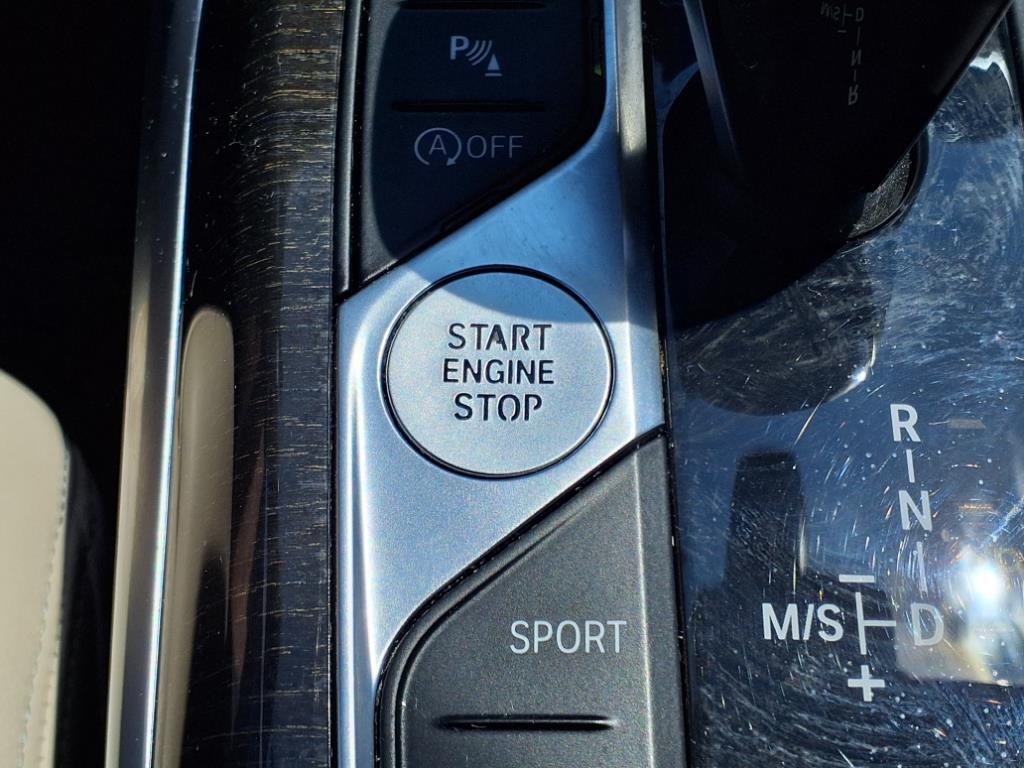 P
A OFF
START
ENGINE
STOP
SPORT
R
N
D
M/S
−
+